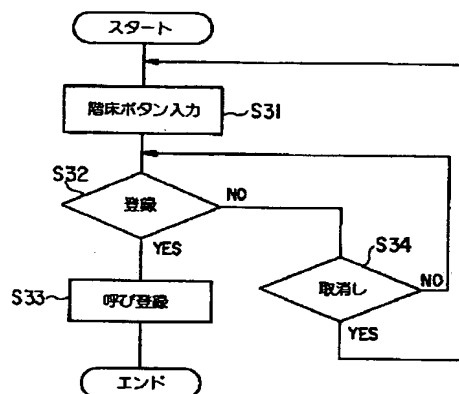 スタート
階床ボタン入力
S31
S32
登録
NO
YES
S34
取消し
NO
YES
S33
呼び登録
エンド